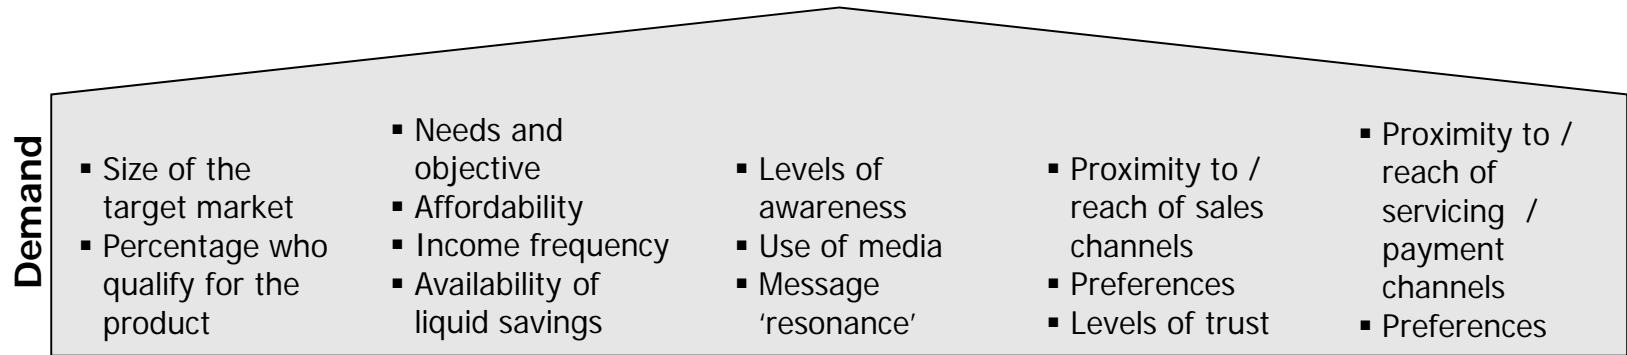 Demand
▪ Size of the
target market
▪ Percentage who
qualify for the
product
▪ Needs and
objective
▪ Affordability
▪ Income frequency
▪ Availability of
liquid savings
▪ Levels of
awareness
▪ Use of media
▪ Message
‘resonance’
▪ Proximity to /
reach of sales
channels
▪ Preferences
▪ Levels of trust
▪ Proximity to /
reach of
servicing /
payment
channels
▪ Preferences